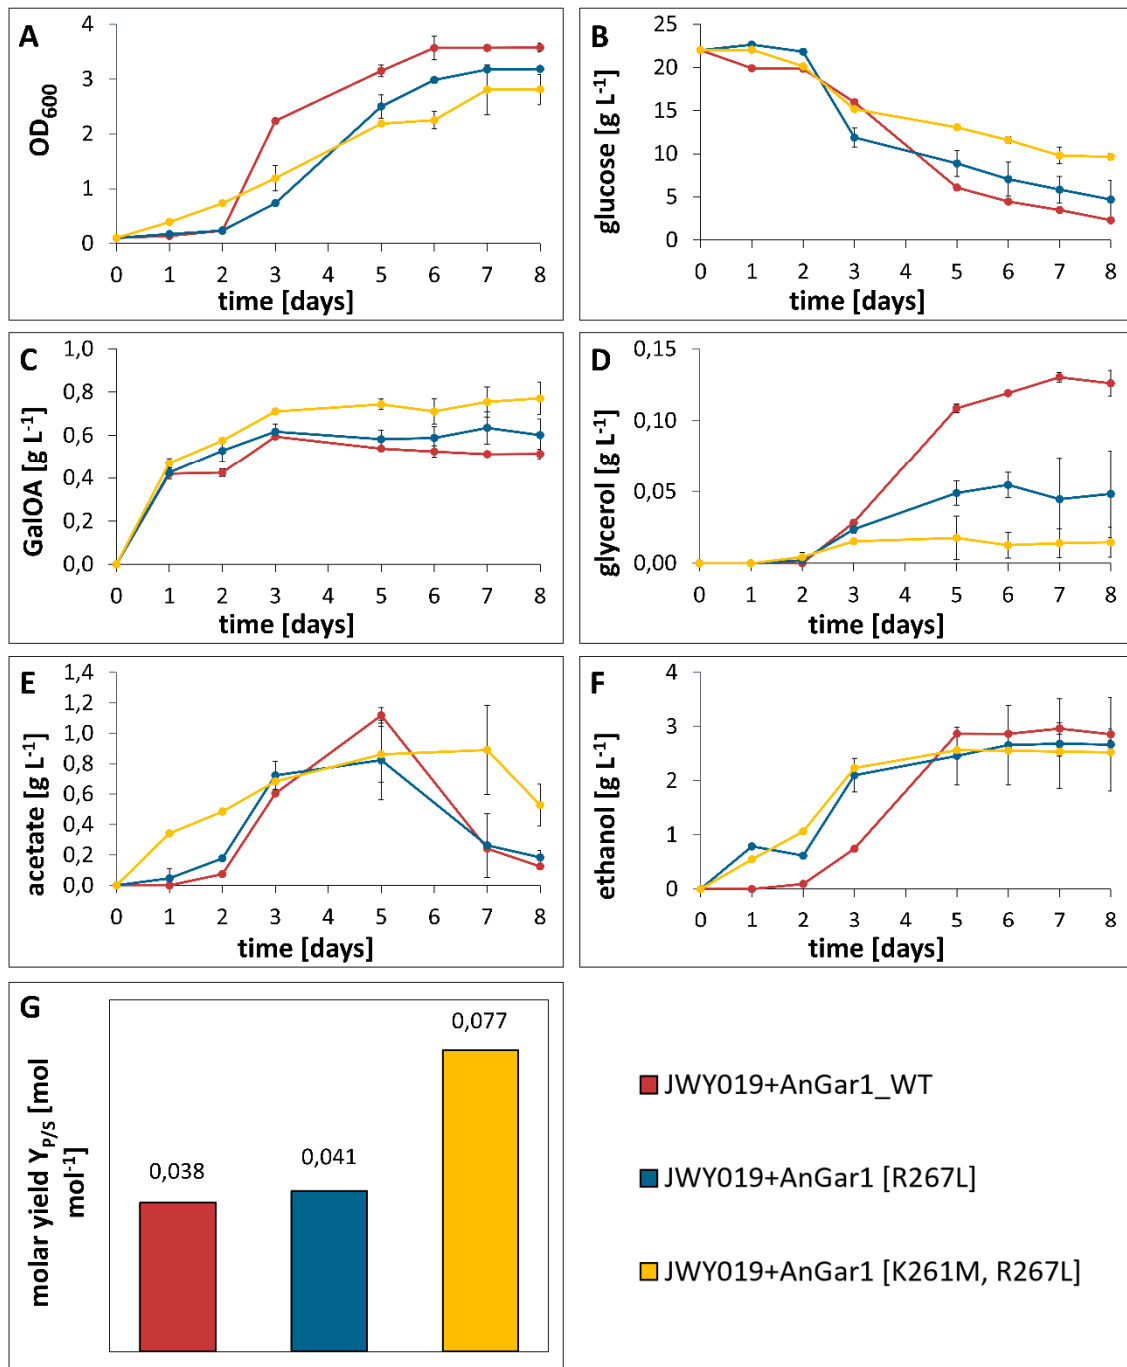 A
OD600
4
3
2
1
0
0 1 2 3 5 6 7 8
time [days]
B
glucose [g L-1]
25
20
15
10
5
0
0 1 2 3 5 6 7 8
time [days]
C
GalOA [g L-1]
1,0
0,8
0,6
0,4
0,2
0,0
0 1 2 3 5 6 7 8
time [days]
D
glycerol [g L-1]
0,15
0,10
0,05
0,00
0 1 2 3 5 6 7 8
time [days]
E
acetate [g L-1]
1,4
1,2
1,0
0,8
0,6
0,4
0,2
0,0
0 1 2 3 5 6 7 8
time [days]
F
ethanol [g L-1]
4
3
2
1
0
0 1 2 3 5 6 7 8
time [days]
G
molar yield YP/S [mol
mol-1]
0,038
0,041
0,077
JWY019+AnGar1_WT
JWY019+AnGar1 [R267L]
JWY019+AnGar1 [K261M, R267L]